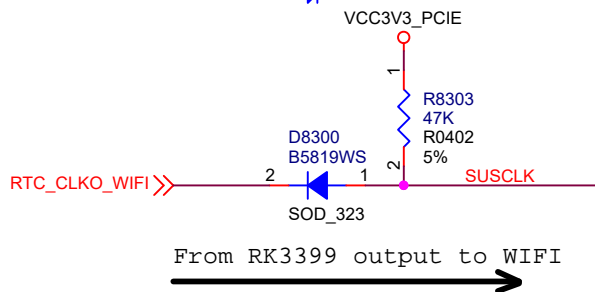 VCC3V3_PCIE
1
R8303
47K
R0402
5%
2
D8300
B5819WS
RTC_CLKO_WIFI
2
1
SUSCLK
SOD_323
From RK3399 output to WIFI